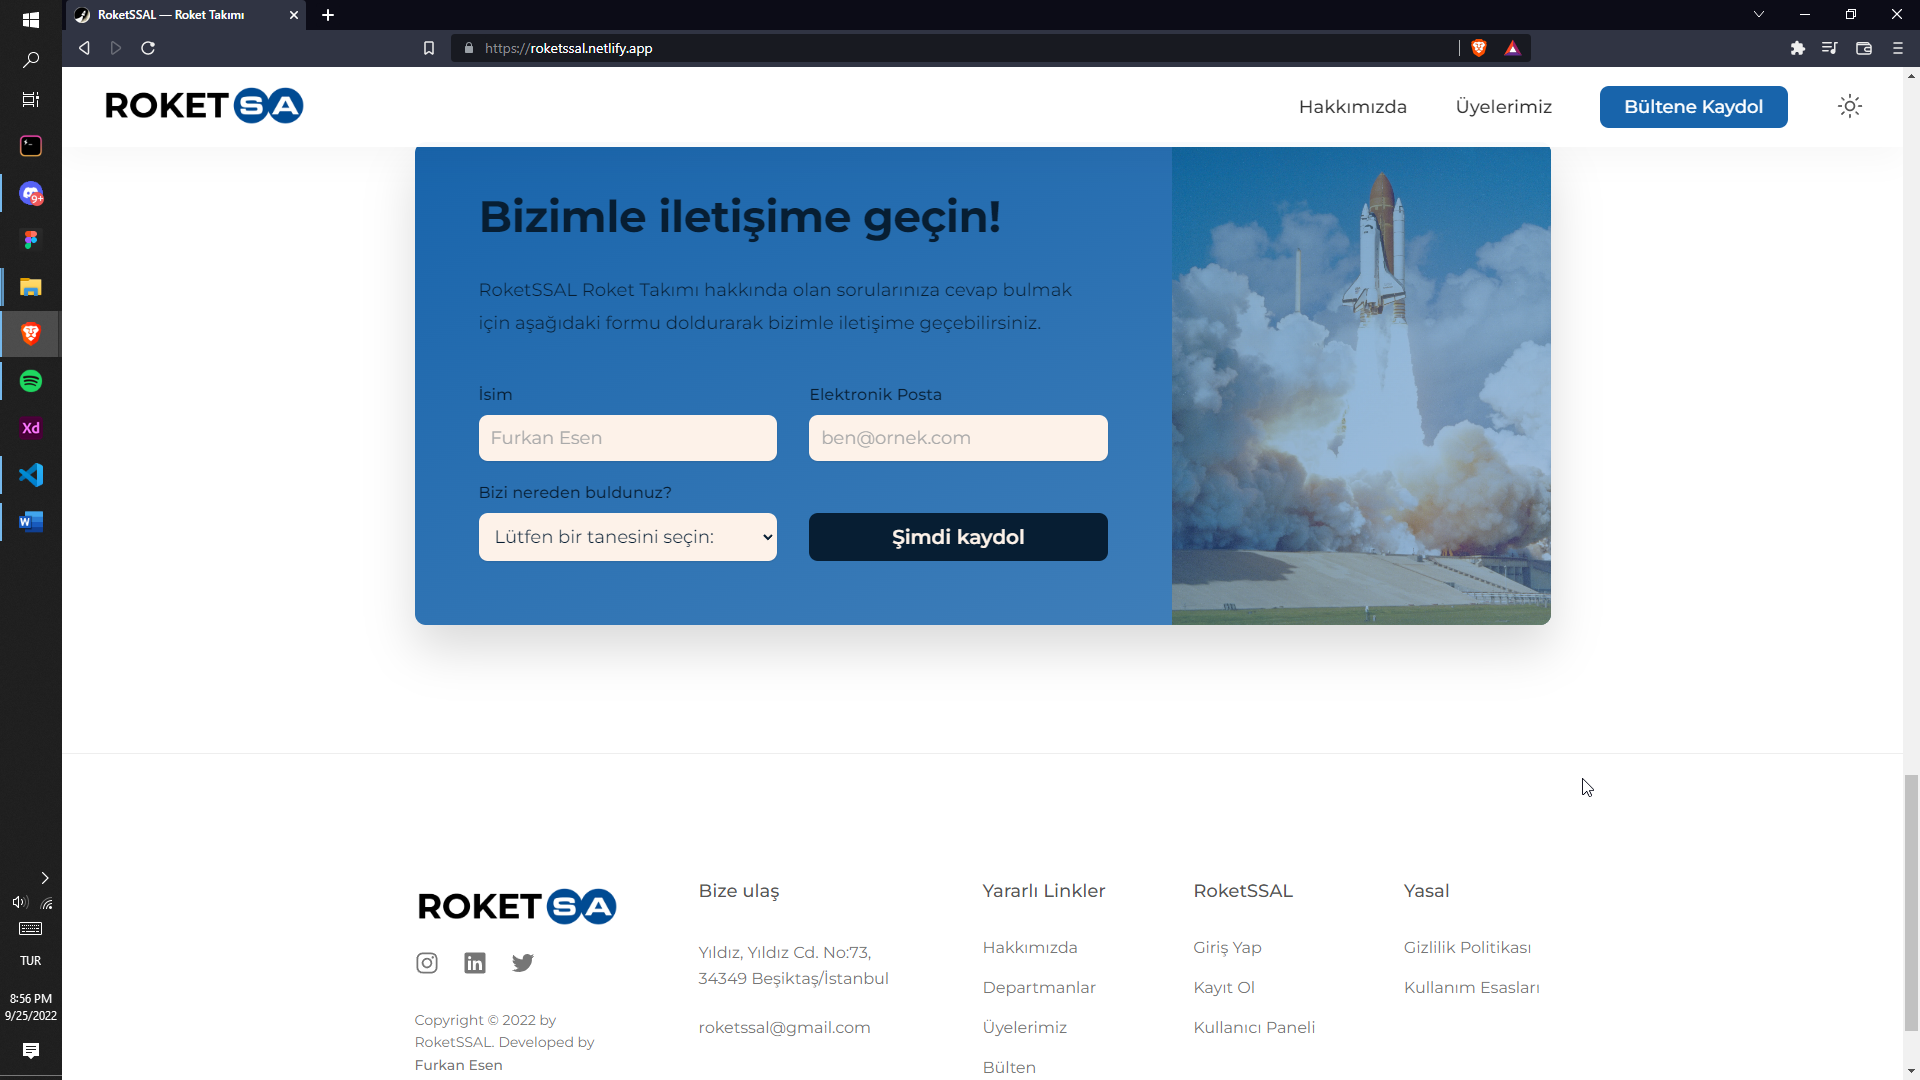 RoketSSAL — Roket Takımı
https://roketssal.netlify.app
ROKETSA
Hakkımızda
Üyelerimiz
Bültene Kaydol
Bizimle iletişime geçin!
RoketSSAL Roket Takımı hakkında olan sorularınıza cevap bulmak
için aşağıdaki formu doldurarak bizimle iletişime geçebilirsiniz.
İsim
Elektronik Posta
Furkan Esen
ben@ornek.com
Bizi nereden buldunuz?
Lütfen bir tanesini seçin:
Şimdi kaydol
ROKETSA
Copyright © 2022 by
RoketSSAL. Developed by
Furkan Esen
Bize ulaş
Yıldız, Yıldız Cd. No:73,
34349 Beşiktaş/İstanbul
roketssal@gmail.com
Yararlı Linkler
Hakkımızda
Departmanlar
Üyelerimiz
Bülten
RoketSSAL
Giriş Yap
Kayıt Ol
Kullanıcı Paneli
Yasal
Gizlilik Politikası
Kullanım Esasları
9+
Xd
W
TUR
8:56 PM
9/25/2022